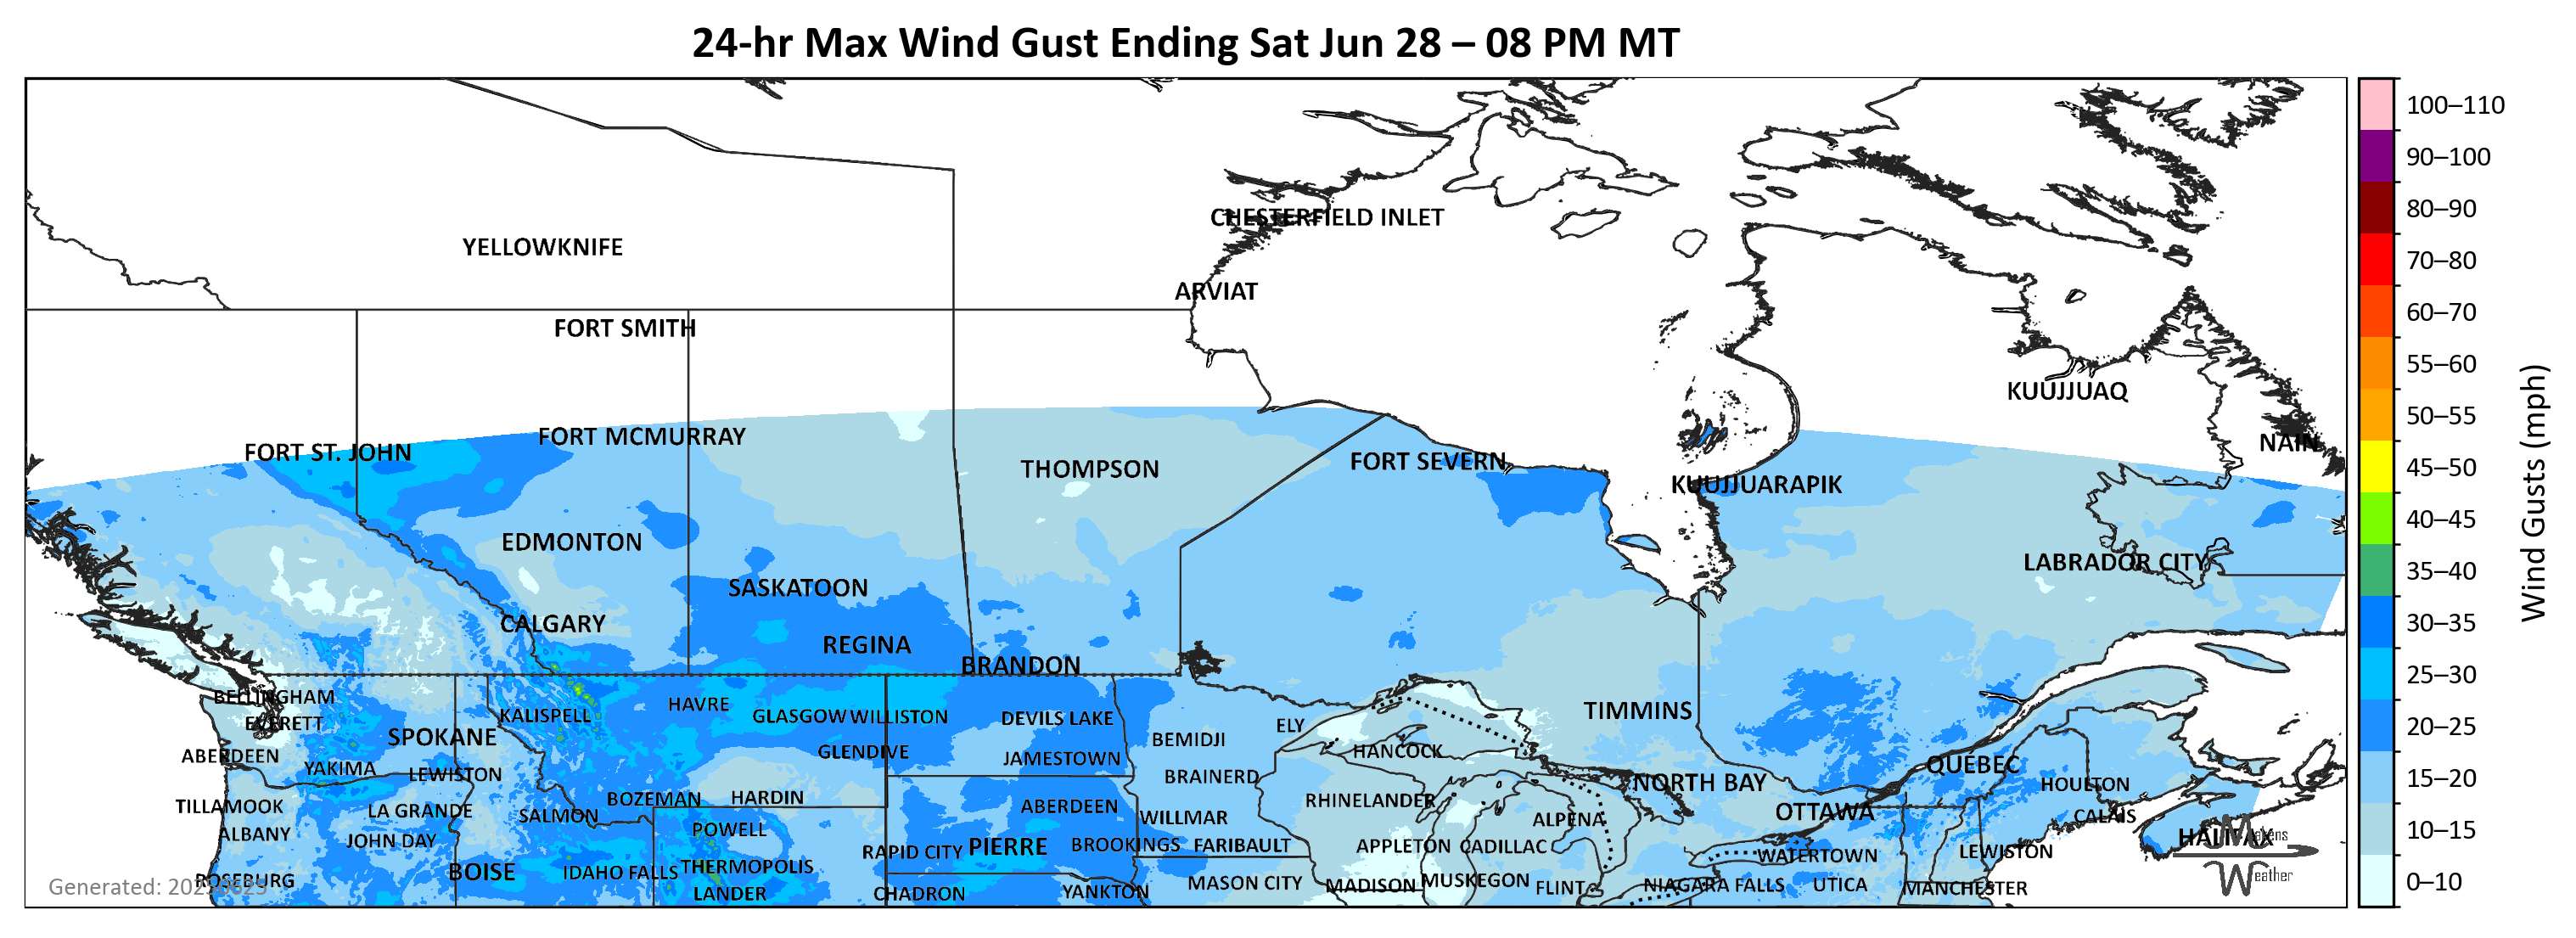 24-hr Max Wind Gust Ending Sat Jun 28 – 08 PM MT
100–110
90–100
80–90
70–80
60–70
55–60
50–55
45–50
40–45
35–40
30–35
25–30
20–25
15–20
10–15
0–10
Wind Gusts (mph)
CHESTERFIELD INLET
YELLOWKNIFE
ARVIAT
FORT SMITH
KUUJJUAQ
FORT MCMURRAY
NAIN
FORT ST. JOHN
FORT SEVERN
THOMPSON
KUUJJUARAPIK
EDMONTON
LABRADOR CITY
SASKATOON
CALGARY
REGINA
BRANDON
BELLINGHAM
HAVRE
TIMMINS
KALISPELL
GLASGOW
WILLISTON
DEVILS LAKE
EVERETT
ELY
SPOKANE
BEMIDJI
GLENDIVE
HANCOCK
ABERDEEN
JAMESTOWN
QUÉBEC
YAKIMA
LEWISTON
BRAINERD
NORTH BAY
HOULTON
BOZEMAN
HARDIN
RHINELANDER
TILLAMOOK
ABERDEEN
LA GRANDE
SALMON
OTTAWA
CALAIS
WILLMAR
ALPENA
POWELL
ALBANY
HALIFAX
JOHN DAY
BROOKINGS
FARIBAULT
APPLETON
CADILLAC
PIERRE
RAPID CITY
LEWISTON
WATERTOWN
THERMOPOLIS
BOISE
IDAHO FALLS
ROSEBURG
MUSKEGON
MASON CITY
MADISON
NIAGARA FALLS
UTICA
FLINT
MANCHESTER
YANKTON
LANDER
CHADRON
Weather